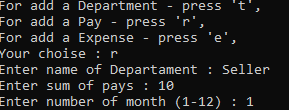 For add a Department - press 't',
For add a Pay - press 'r',
For add a Expense - press 'e',
Your choise : r
Enter name of Departament : Seller
Enter sum of pays : 10
Enter number of month (1-12) : 1